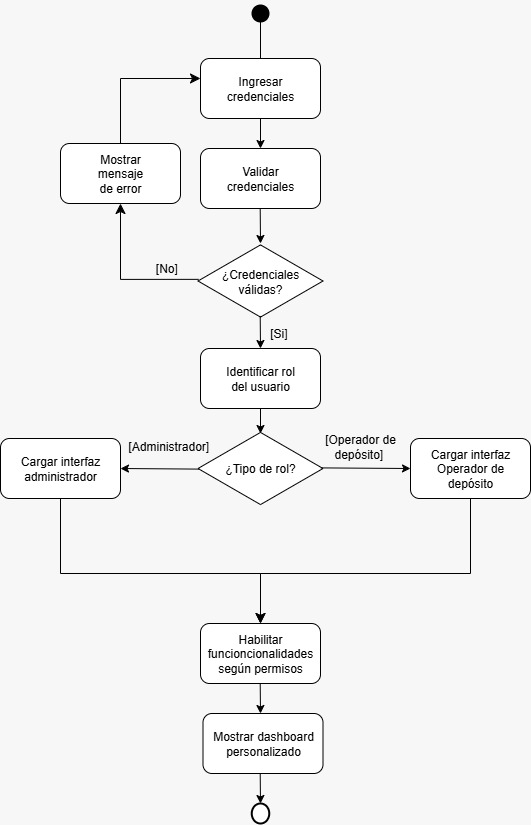 Ingresar
credenciales
Mostrar
mensaje
de error
Validar
credenciales
[No]
¿Credenciales
válidas?
[Si]
Identificar rol
del usuario
[Administrador]
[Operador de
depósito]
Cargar interfaz
administrador
¿Tipo de rol?
Cargar interfaz
Operador de
depósito
Habilitar
funcioncionalidades
según permisos
Mostrar dashboard
personalizado